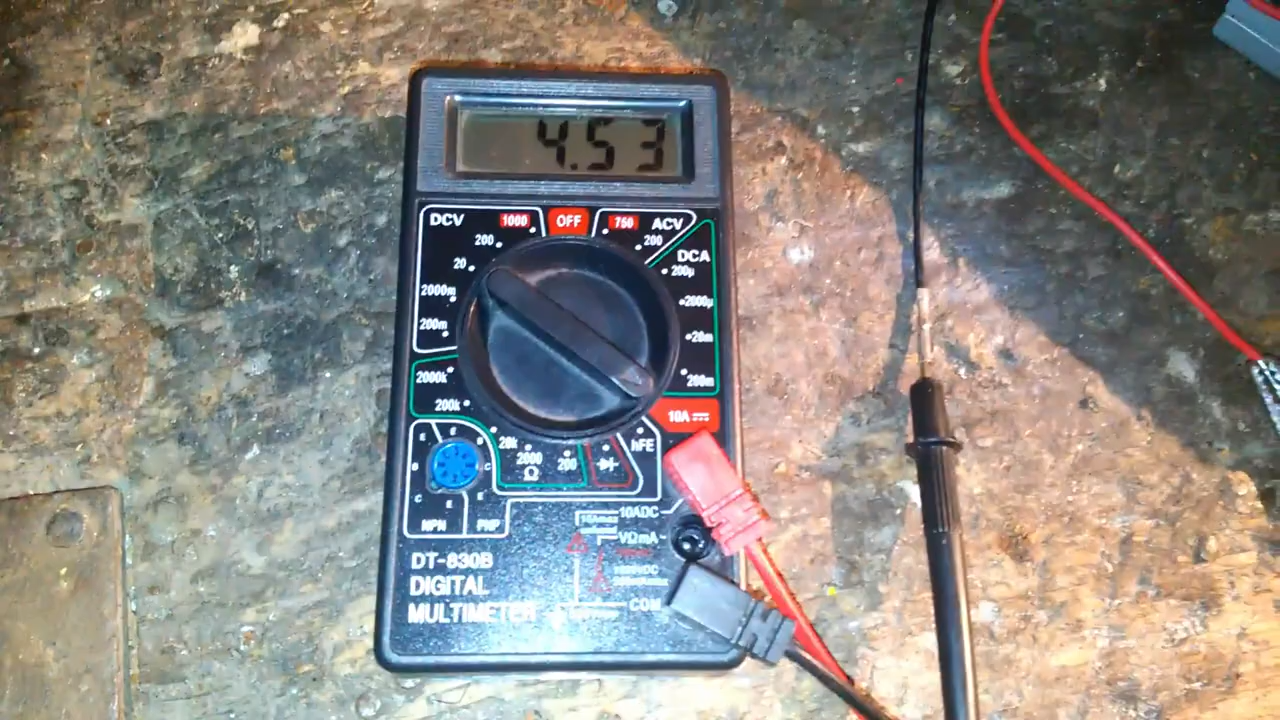 4.53
DCV 1000 OFF 750 ACV
200 200
DCA
20 200µ
2000m 2000µ
200m 20m
2000k 200m
200k 10A
hFE
20k 2000 200
Ω
E E B
B C
C E E
NPN PNP
10ADC
10Amax
VΩmA~
COM
DT-830B
DIGITAL
MULTIMETER